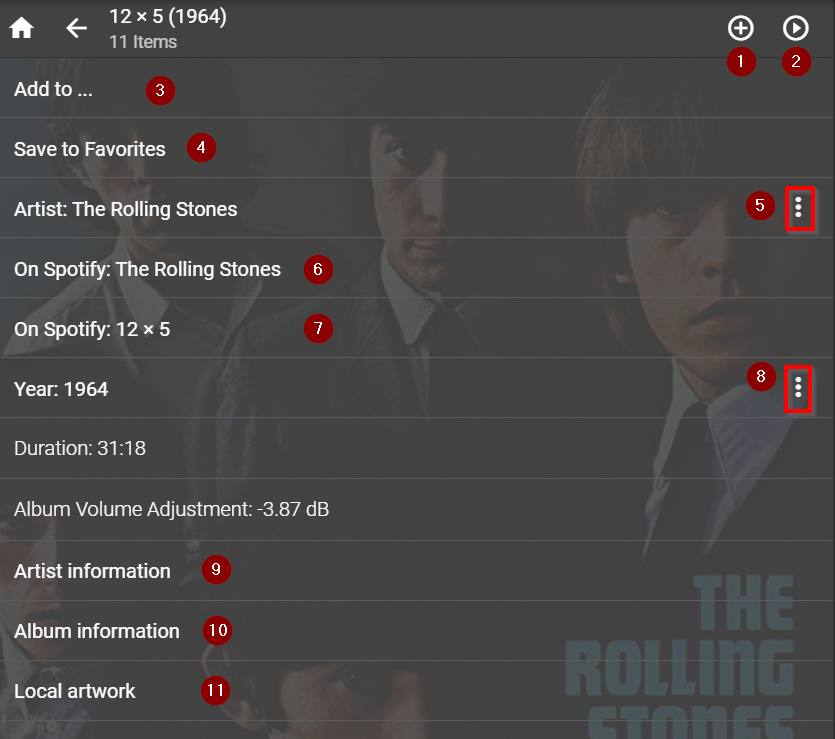 12 × 5 (1964)
11 Items
1
2
Add to ...
3
Save to Favorites
4
Artist: The Rolling Stones
5
On Spotify: The Rolling Stones
6
On Spotify: 12 × 5
7
Year: 1964
8
Duration: 31:18
Album Volume Adjustment: -3.87 dB
Artist information
9
Album information
10
Local artwork
11
THE
ROLLING
STONES